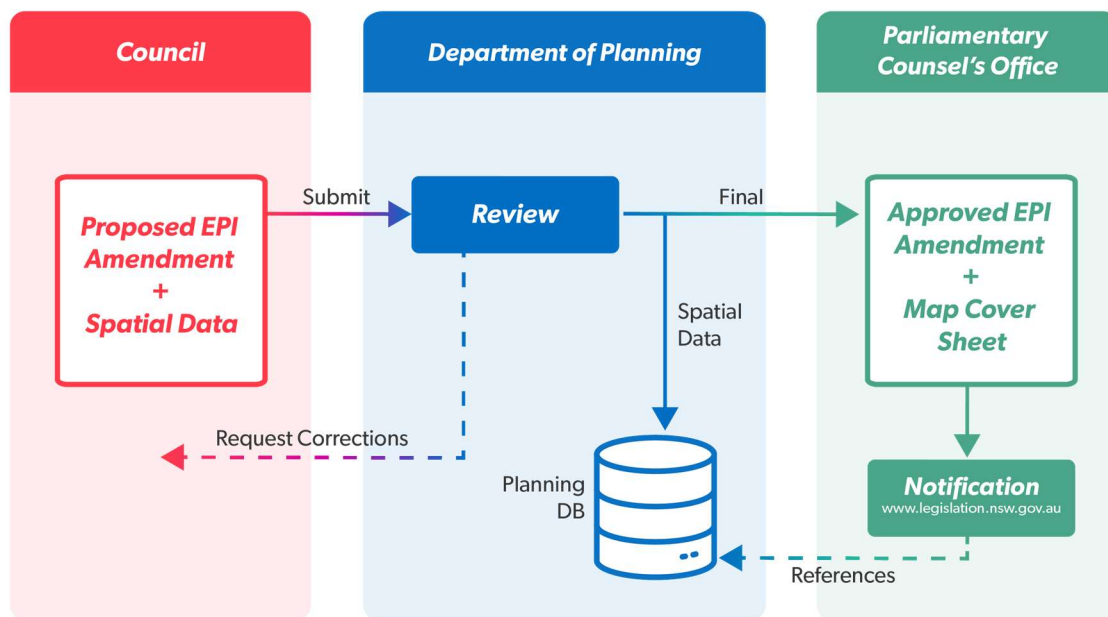 Council
Department of Planning
Parliamentary
Counsel's Office
Proposed EPI
Amendment
+
Spatial Data
Submit
Review
Final
Approved EPI
Amendment
+
Map Cover
Sheet
Spatial
Data
Request Corrections
Planning
DB
Notification
www.legislation.nsw.gov.au
References